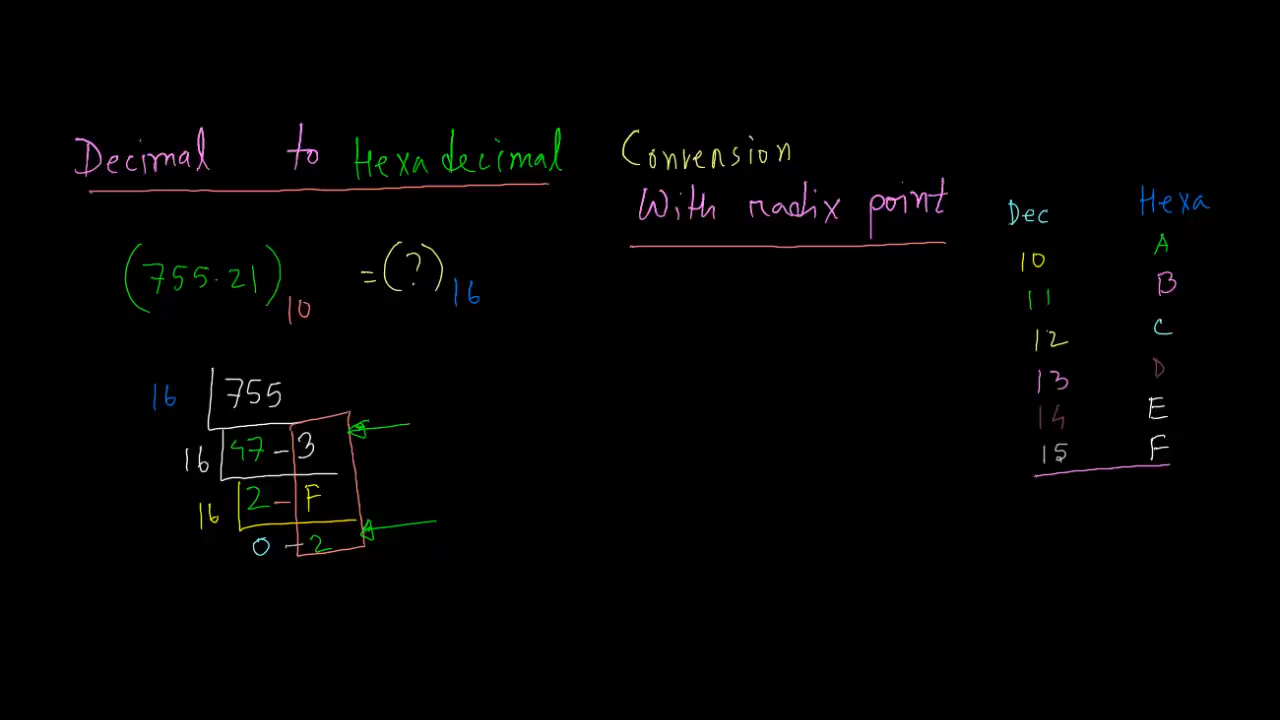 Decimal to Hexadecimal Convension
With radix point
(755.21)10 = (?)16
16 755
16 47 - 3
16 2 - F
0 - 2
Dec Hexa
10 A
11 B
12 C
13 D
14 E
15 F